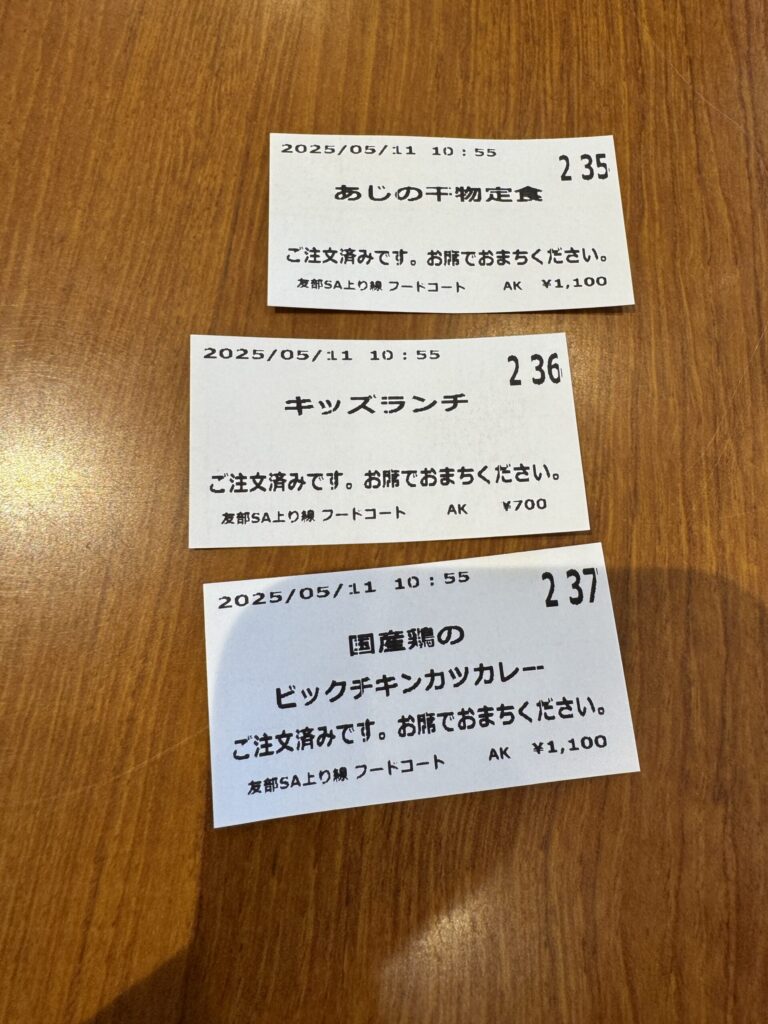 2025/05/11 10:55
2 35
あじの干物定食
ご注文済みです。お席でおまちください。
友部SA上り線 フードコート AK ¥1,100
2025/05/11 10:55
2 36
キッズランチ
ご注文済みです。お席でおまちください。
友部SA上り線 フードコート AK ¥700
2025/05/11 10:55
2 37
国産鶏の
ビックチキンカツカレー
ご注文済みです。お席でおまちください。
友部SA上り線 フードコート AK ¥1,100